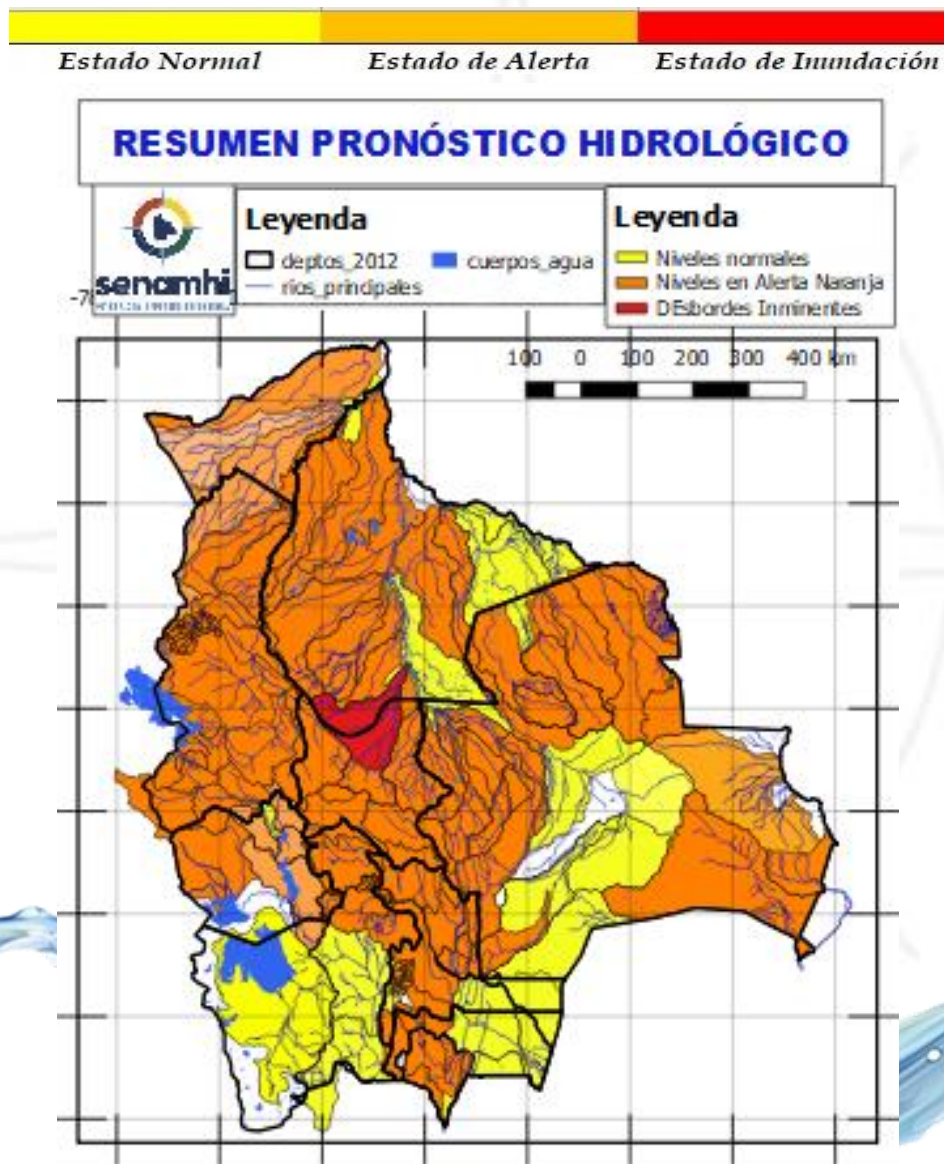 Estado Normal Estado de Alerta Estado de Inundación
RESUMEN PRONÓSTICO HIDROLÓGICO
senamhi
Leyenda
deptos_2012 cuerpos_agua
rios_principales
Leyenda
Niveles normales
Niveles en Alerta Naranja
DEsbordes Inminentes
100 0 100 200 300 400 km